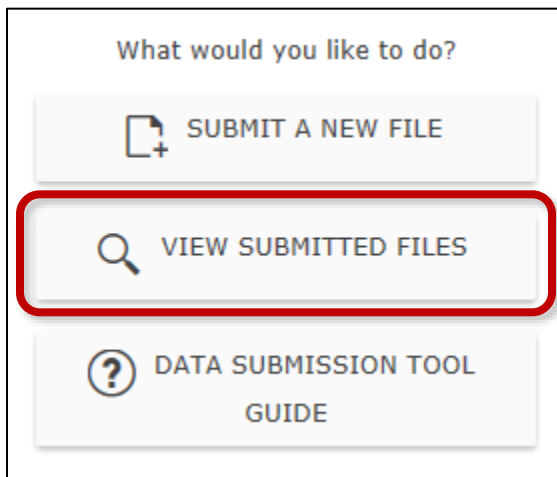 What would you like to do?
SUBMIT A NEW FILE
VIEW SUBMITTED FILES
DATA SUBMISSION TOOL
GUIDE